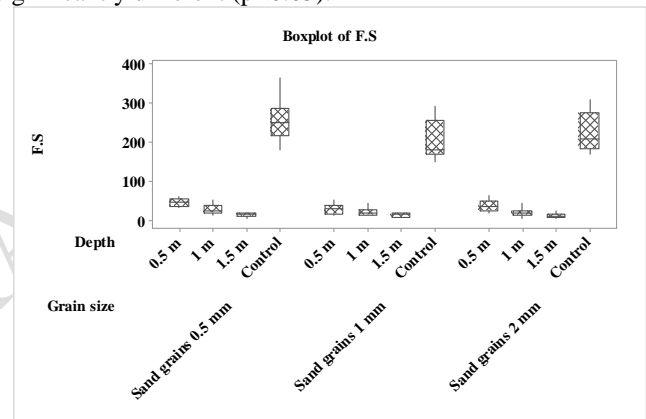 Boxplot of F.S
400
300
200
100
0
F.S
Depth
0.5 m 1 m 1.5 m Control 0.5 m 1 m 1.5 m Control 0.5 m 1 m 1.5 m Control
Grain size
Sand grains 0.5 mm Sand grains 1 mm Sand grains 2 mm